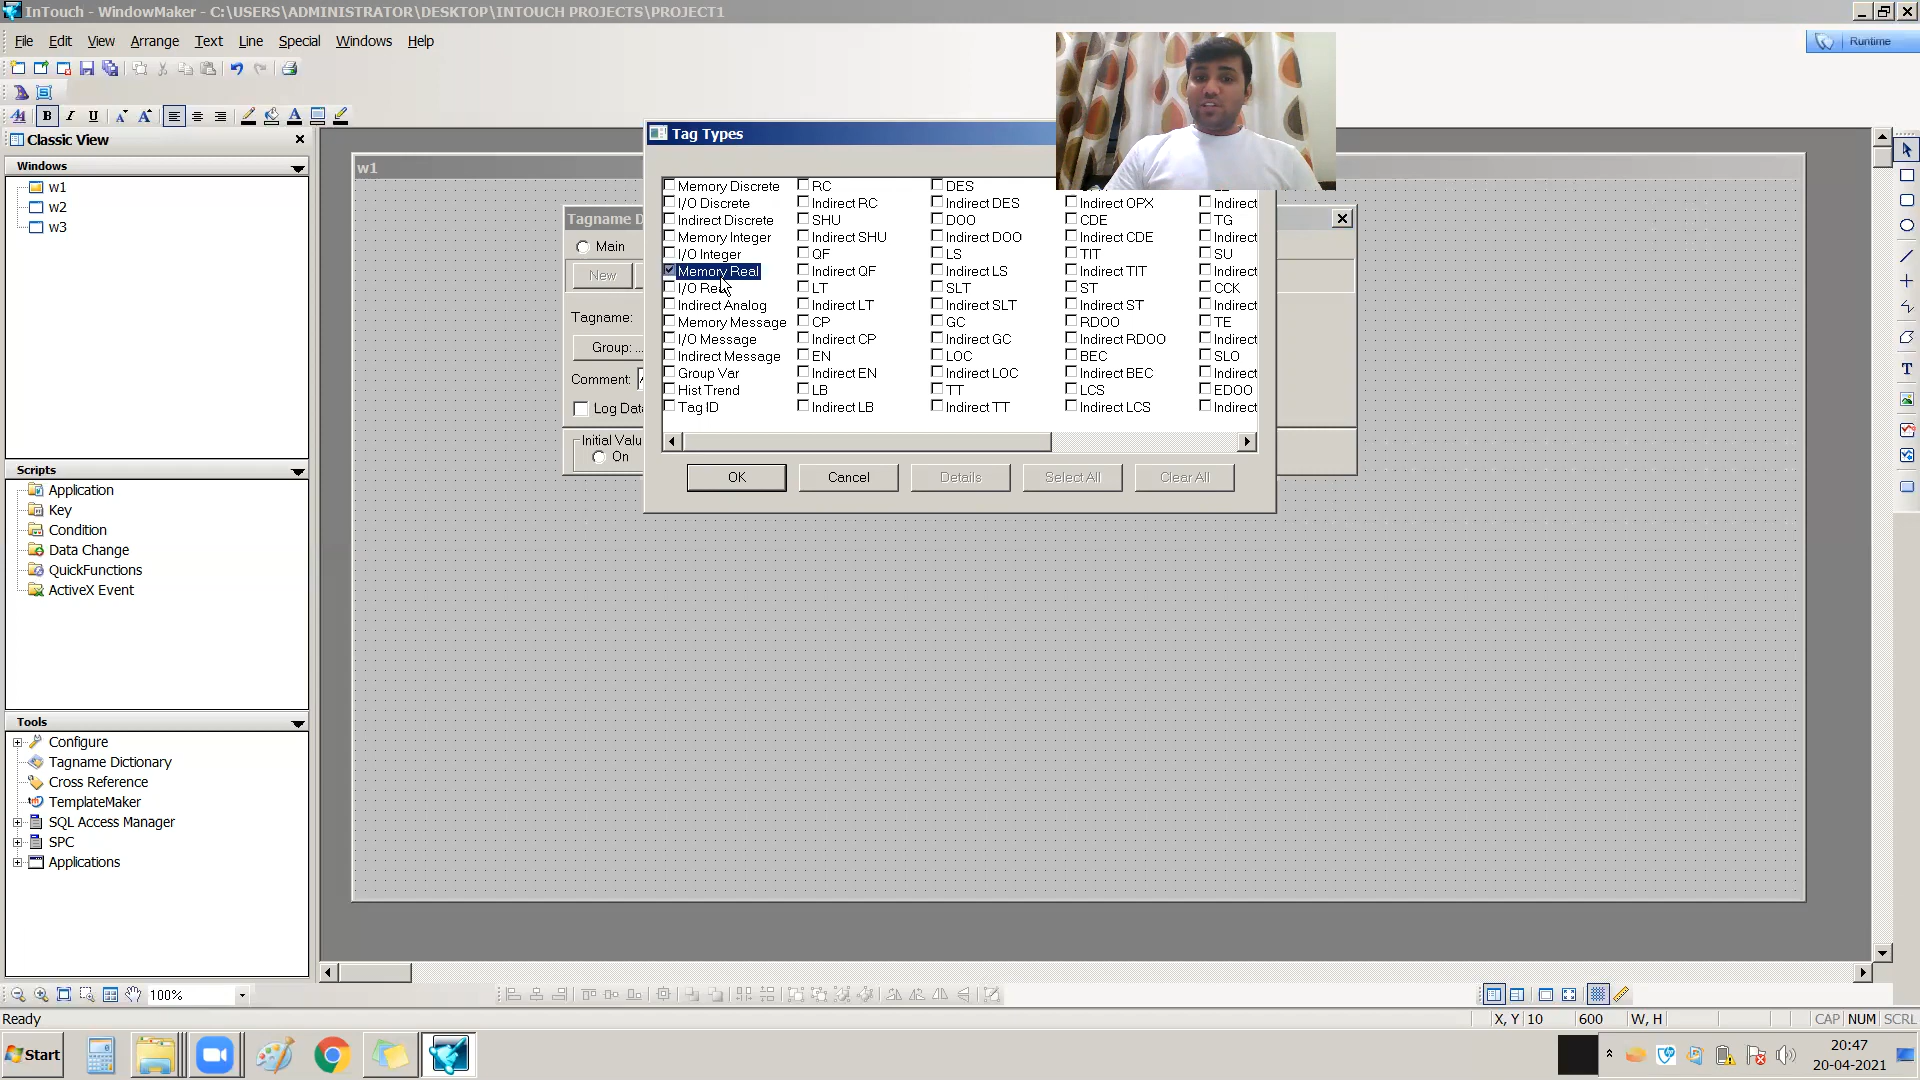 InTouch - WindowMaker - C:\USERS\ADMINISTRATOR\DESKTOP\INTOUCH PROJECTS\PROJECT1
File Edit View Arrange Text Line Special Windows Help
Runtime
B I U
Classic View
Windows
w1
w2
w3
Scripts
Application
Key
Condition
Data Change
QuickFunctions
ActiveX Event
Tools
Configure
Tagname Dictionary
Cross Reference
TemplateMaker
SQL Access Manager
SPC
Applications
w1
Tagname D
Main
New
Tagname:
Group: ...
Comment:
Log Dat
Initial Valu
On
Tag Types
Memory Discrete RC DES
I/O Discrete Indirect RC Indirect DES Indirect OPX Indirect
Indirect Discrete SHU DOO CDE TG
Memory Integer Indirect SHU Indirect DOO Indirect CDE Indirect
I/O Integer QF LS TIT SU
Memory Real Indirect QF Indirect LS Indirect TIT Indirect
I/O Re LT SLT ST CCK
Indirect Analog Indirect LT Indirect SLT Indirect ST Indirect
Memory Message CP GC RDOO TE
I/O Message Indirect CP Indirect GC Indirect RDOO Indirect
Indirect Message EN LOC BEC SLO
Group Var Indirect EN Indirect LOC Indirect BEC Indirect
Hist Trend LB TT LCS EDOO
Tag ID Indirect LB Indirect TT Indirect LCS Indirect
OK Cancel Details Select All Clear All
100%
Ready
X, Y 10 600 W, H CAP NUM SCRL
Start
20:47
20-04-2021